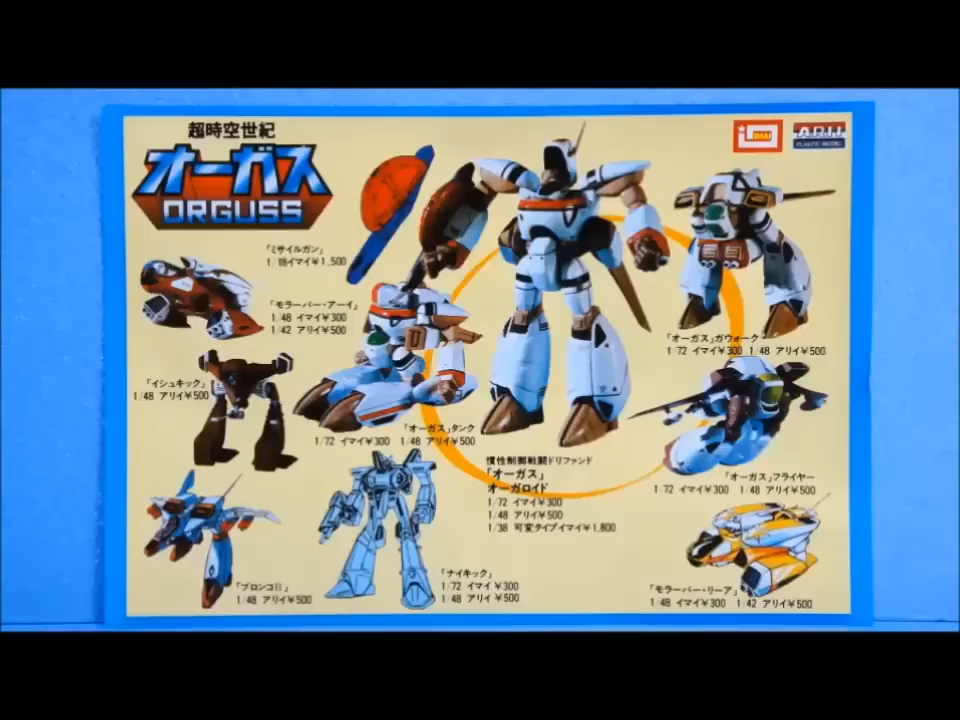 超時空世紀
オーガス
ORGUSS
イマイ
ARII
PLASTIC MODEL
「ミサイルガン」
1/18イマイ¥1,500
「モラーバー・アーイ」
1/48 イマイ¥300
1/42 アリイ¥500
「イシュキック」
1/48 アリイ¥500
「オーガス」タンク
1/72 イマイ¥300 1/48 アリイ¥500
「オーガス」ガウォーク
1/72 イマイ¥300 1/48 アリイ¥500
慣性制御戦闘ドリファンド
「オーガス」
オーガロイド
1/72 イマイ¥300
1/48 アリイ¥500
1/38 可変タイプイマイ¥1,800
「オーガス」フライヤー
1/72 イマイ¥300 1/48 アリイ¥500
「ブロンコII」
1/48 アリイ¥500
「ナイキック」
1/72 イマイ¥300
1/48 アリイ¥500
「モラーバー・リーア」
1/48 イマイ¥300 1/42 アリイ¥500